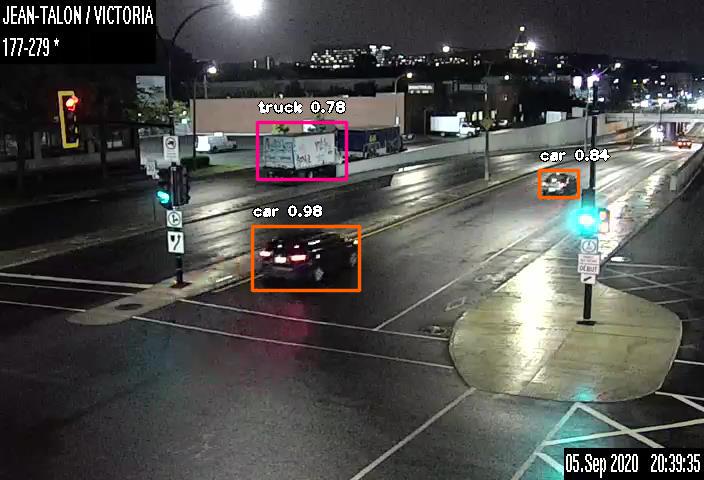 JEAN-TALON / VICTORIA
177-279 *
truck 0.78
car 0.84
car 0.98
DÉBUT
05.Sep 2020 20:39:35